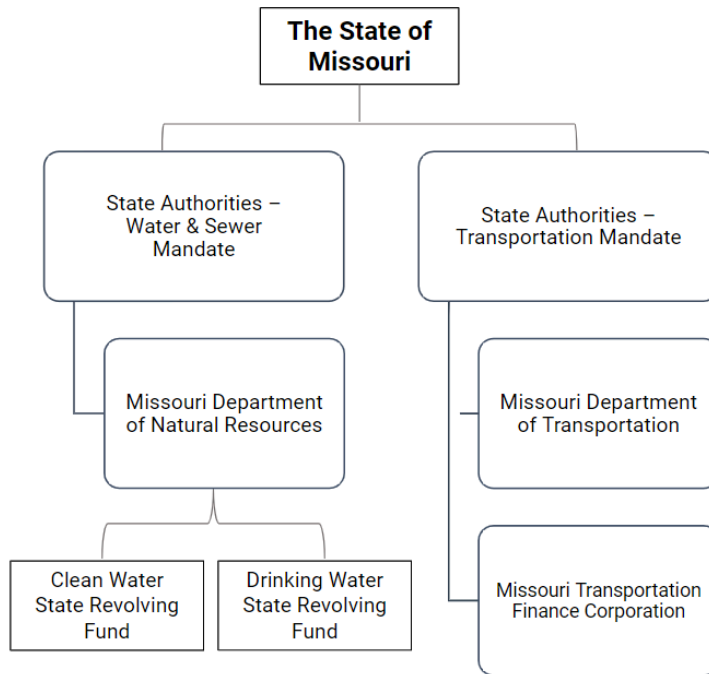 The State of
Missouri
State Authorities –
Water & Sewer
Mandate
State Authorities –
Transportation Mandate
Missouri Department
of Natural Resources
Missouri Department
of Transportation
Clean Water
State Revolving
Fund
Drinking Water
State Revolving
Fund
Missouri Transportation
Finance Corporation